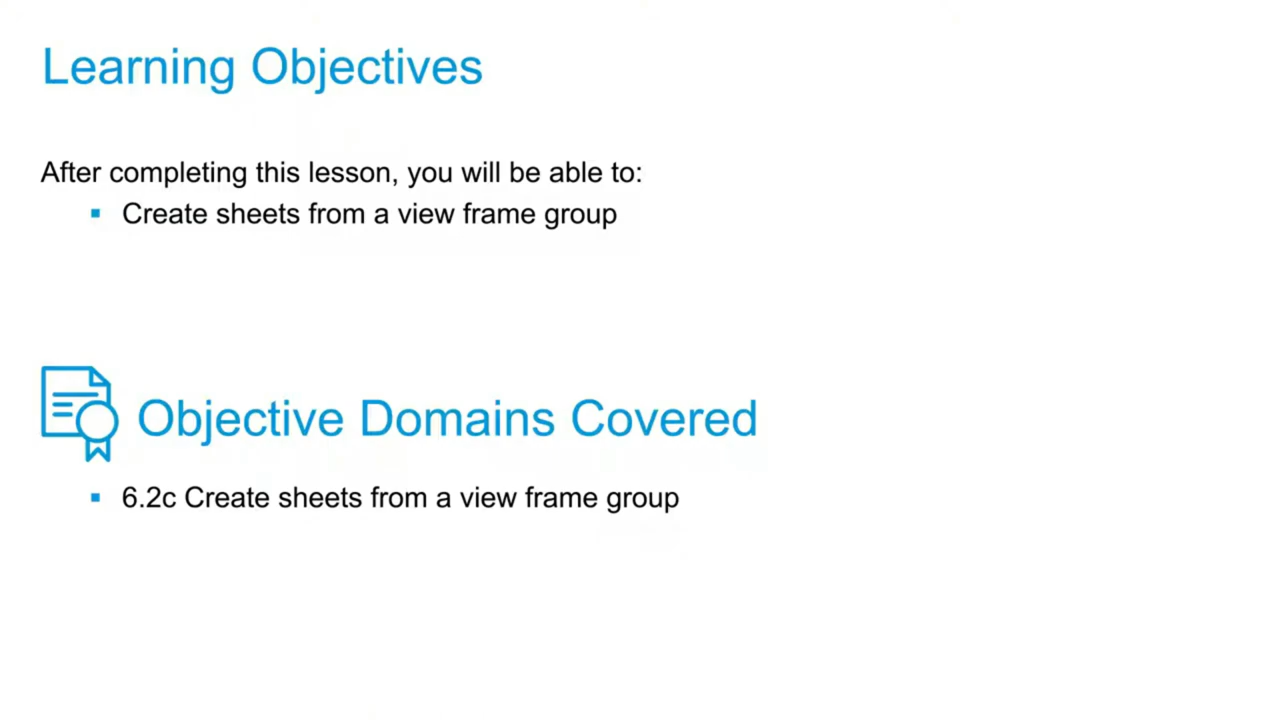 Learning Objectives
After completing this lesson, you will be able to:
▪ Create sheets from a view frame group
Objective Domains Covered
▪ 6.2c Create sheets from a view frame group